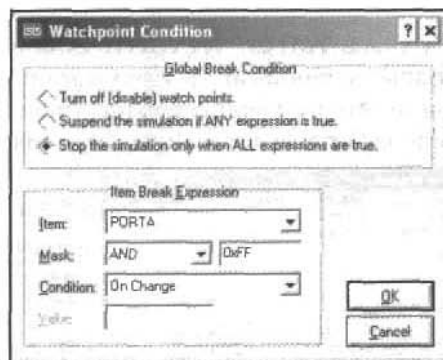 ISIS Watchpoint Condition ? ×
Global Break Condition
Turn off (disable) watch points.
Suspend the simulation if ANY expression is true.
Stop the simulation only when ALL expressions are true.
Item Break Expression
Item: PORTA
Mask: AND 0xFF
Condition: On Change
Value:
OK
Cancel